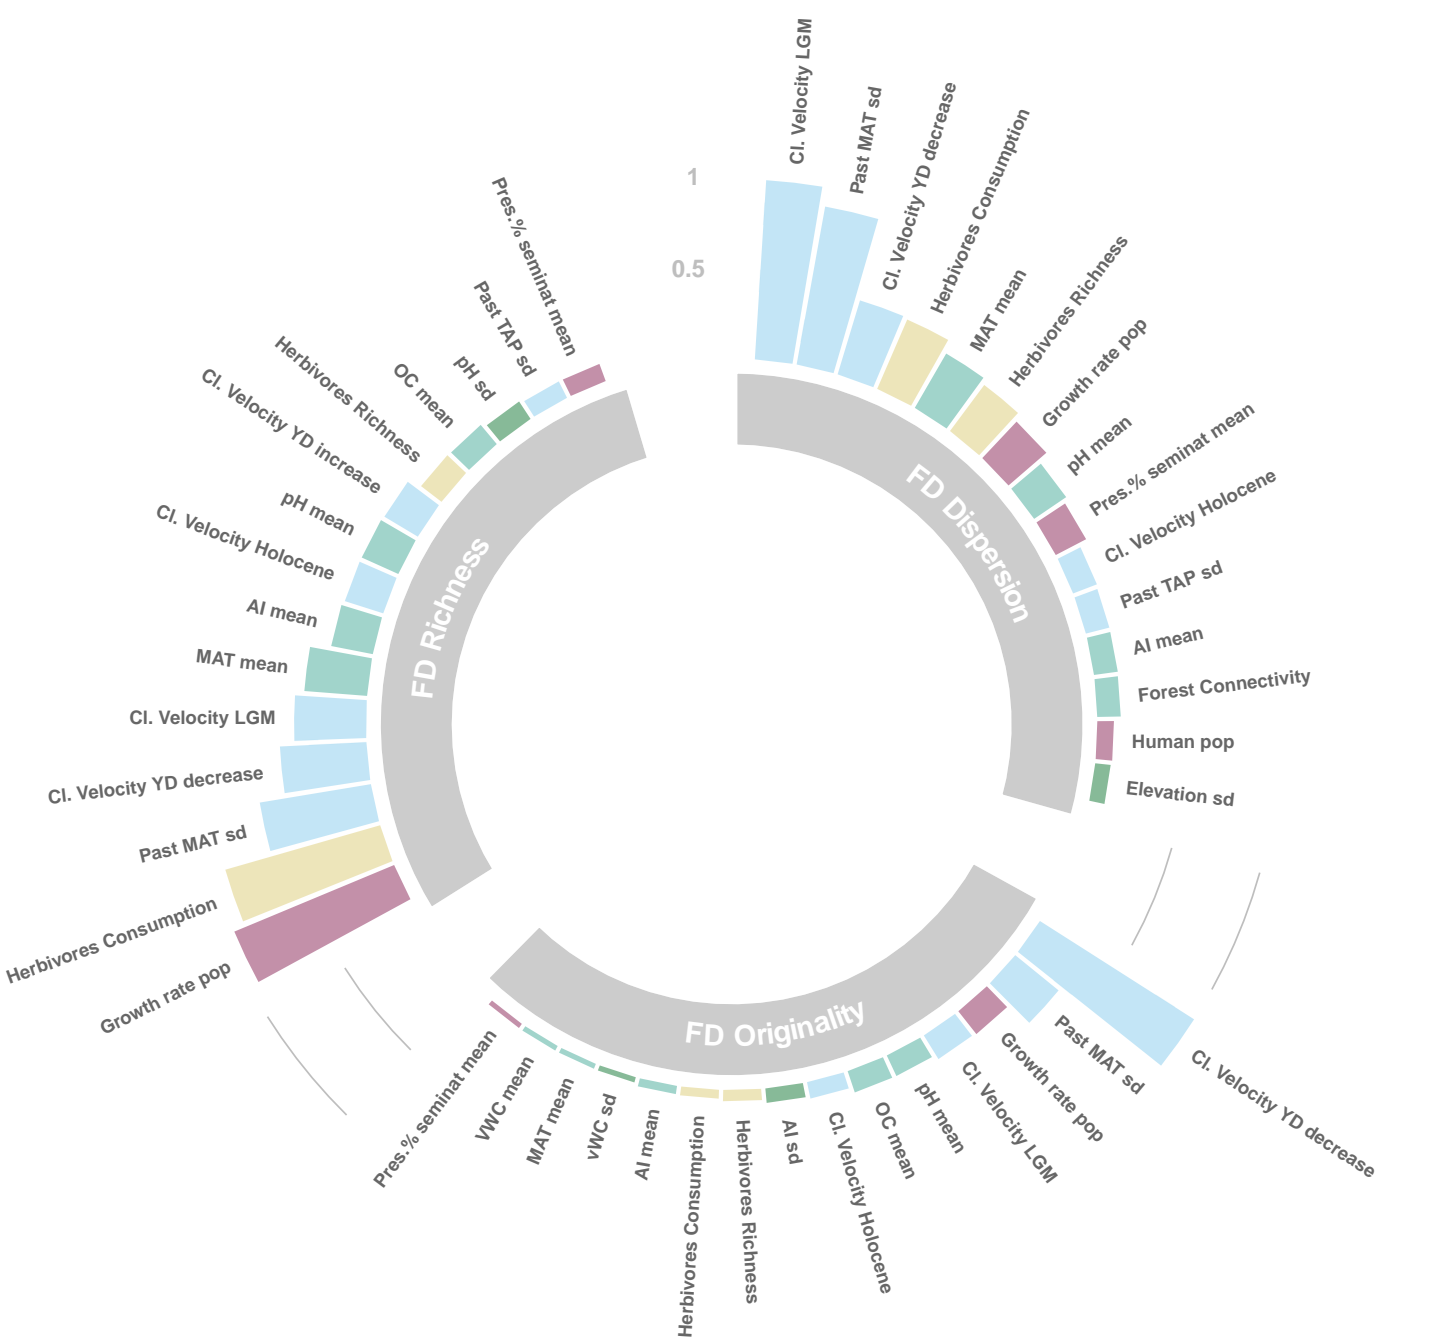 1
0.5
Cl. Velocity LGM
Past MAT sd
Cl. Velocity YD decrease
Herbivores Consumption
MAT mean
Herbivores Richness
Growth rate pop
pH mean
Pres.% seminat mean
Cl. Velocity Holocene
Past TAP sd
AI mean
Forest Connectivity
Human pop
Elevation sd
FD Dispersion
Cl. Velocity YD decrease
Past MAT sd
Growth rate pop
Cl. Velocity LGM
pH mean
OC mean
Cl. Velocity Holocene
AI sd
Herbivores Richness
Herbivores Consumption
AI mean
vWC sd
MAT mean
VWC mean
Pres.% seminat mean
FD Originality
Growth rate pop
Herbivores Consumption
Past MAT sd
Cl. Velocity YD decrease
Cl. Velocity LGM
MAT mean
AI mean
Cl. Velocity Holocene
pH mean
Cl. Velocity YD increase
Herbivores Richness
OC mean
pH sd
Past TAP sd
Pres.% seminat mean
FD Richness